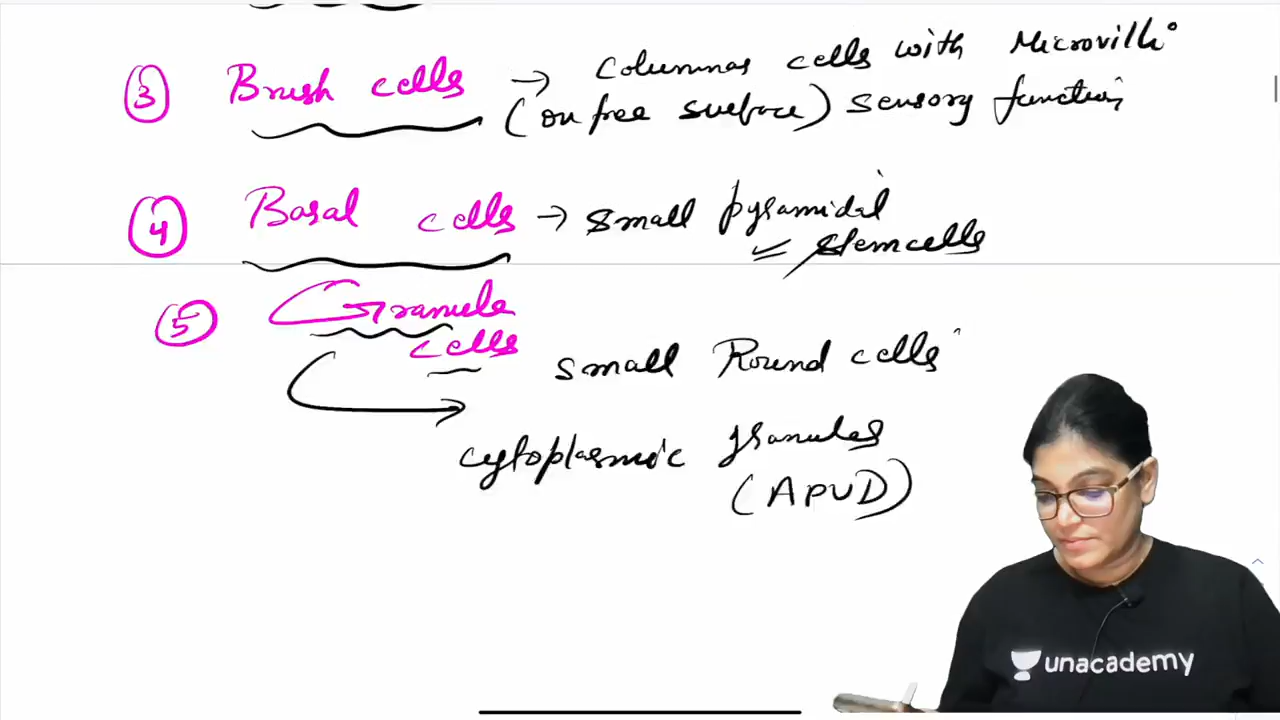 ③ Brush cells → Columnar cells with Microvilli
(on free surface) sensory function
④ Basal cells → small pyramidal
stem cells
⑤ Granule
cells
small Round cells
cytoplasmic granules
(APUD)
unacademy